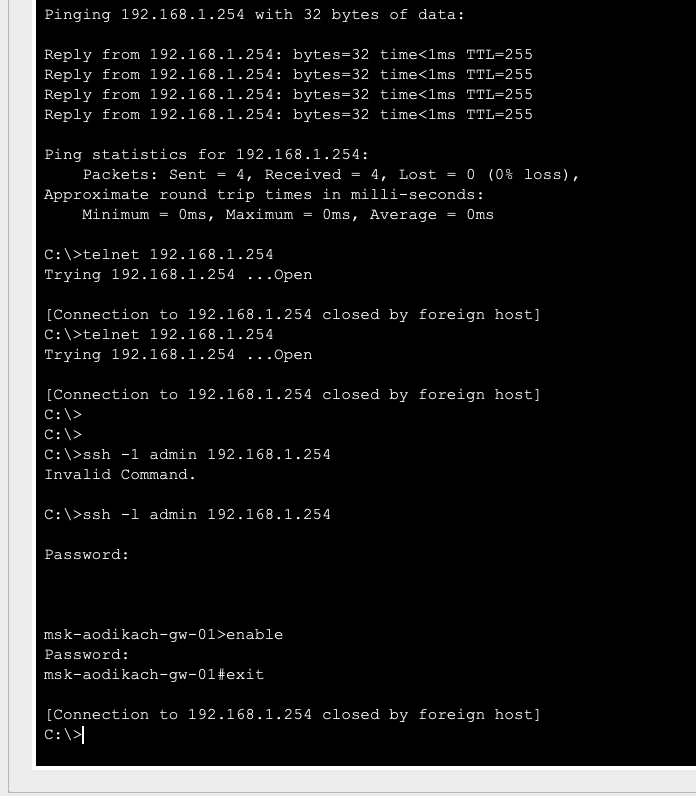 Pinging 192.168.1.254 with 32 bytes of data:
Reply from 192.168.1.254: bytes=32 time<1ms TTL=255
Reply from 192.168.1.254: bytes=32 time<1ms TTL=255
Reply from 192.168.1.254: bytes=32 time<1ms TTL=255
Reply from 192.168.1.254: bytes=32 time<1ms TTL=255
Ping statistics for 192.168.1.254:
    Packets: Sent = 4, Received = 4, Lost = 0 (0% loss),
Approximate round trip times in milli-seconds:
    Minimum = 0ms, Maximum = 0ms, Average = 0ms
C:\>telnet 192.168.1.254
Trying 192.168.1.254 ...Open
[Connection to 192.168.1.254 closed by foreign host]
C:\>telnet 192.168.1.254
Trying 192.168.1.254 ...Open
[Connection to 192.168.1.254 closed by foreign host]
C:\>
C:\>
C:\>ssh -1 admin 192.168.1.254
Invalid Command.
C:\>ssh -l admin 192.168.1.254
Password:
msk-aodikach-gw-01>enable
Password:
msk-aodikach-gw-01#exit
[Connection to 192.168.1.254 closed by foreign host]
C:\>